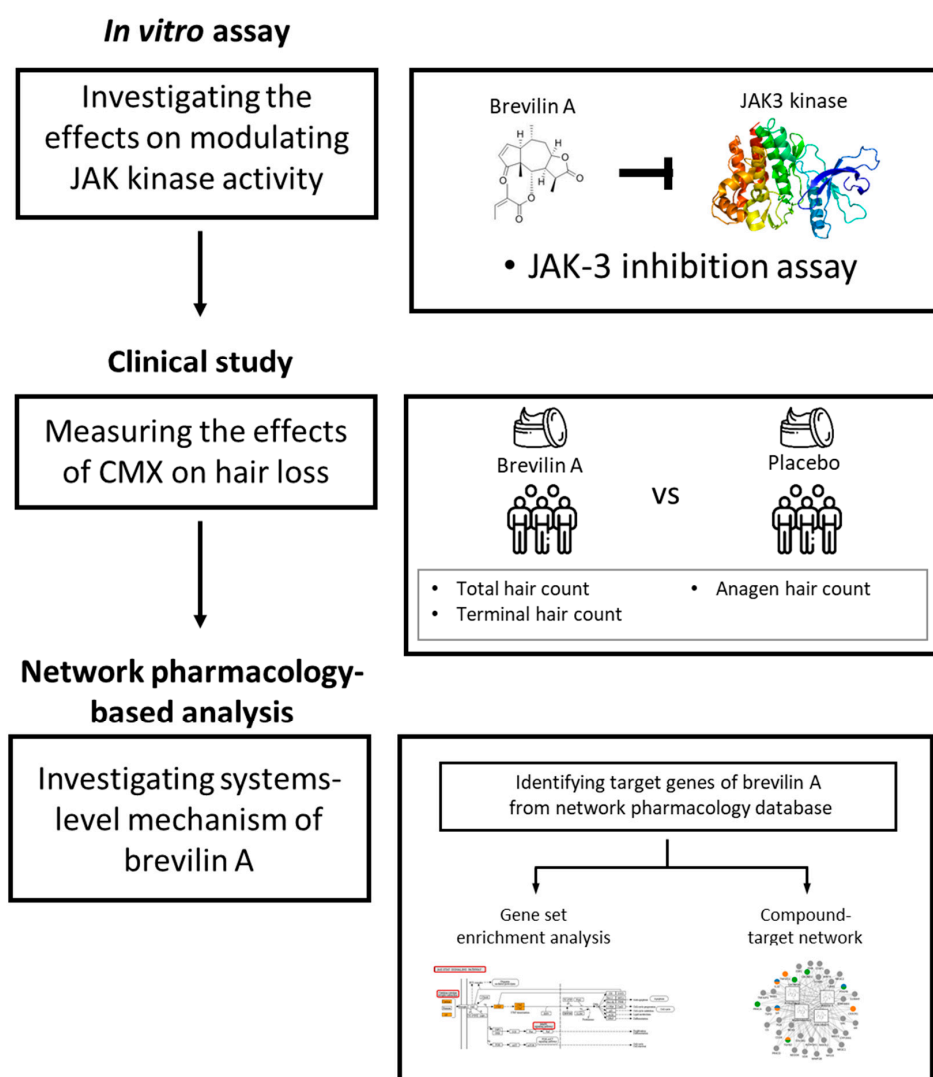 In vitro assay
Investigating the
effects on modulating
JAK kinase activity
Brevilin A
JAK3 kinase
H
O
O
O
H
H
O
O
• JAK-3 inhibition assay
Clinical study
Measuring the effects
of CMX on hair loss
Brevilin A
vs
Placebo
• Total hair count
• Terminal hair count
• Anagen hair count
Network pharmacology-
based analysis
Investigating systems-
level mechanism of
brevilin A
Identifying target genes of brevilin A
from network pharmacology database
Gene set
enrichment analysis
Compound-
target network